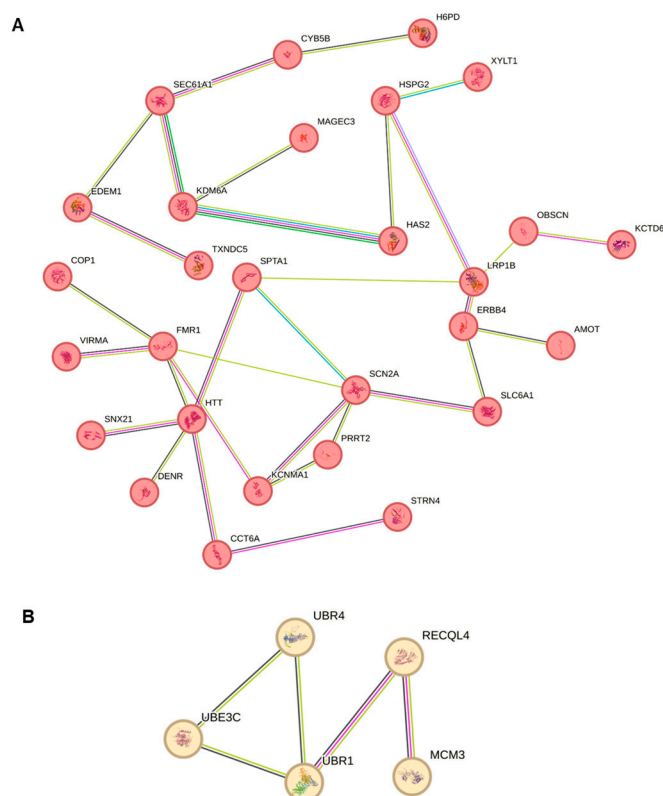 A
H6PD
CYB5B
XYLT1
SEC61A1
HSPG2
MAGEC3
EDEM1
KDM6A
HAS2
OBSCN
KCTD6
TXNDC5
COP1
SPTA1
LRP1B
ERBB4
AMOT
VIRMA
FMR1
SCN2A
SLC6A1
SNX21
HTT
PRRT2
DENR
KCNMA1
STRN4
CCT6A
B
UBR4
RECQL4
UBE3C
UBR1
MCM3